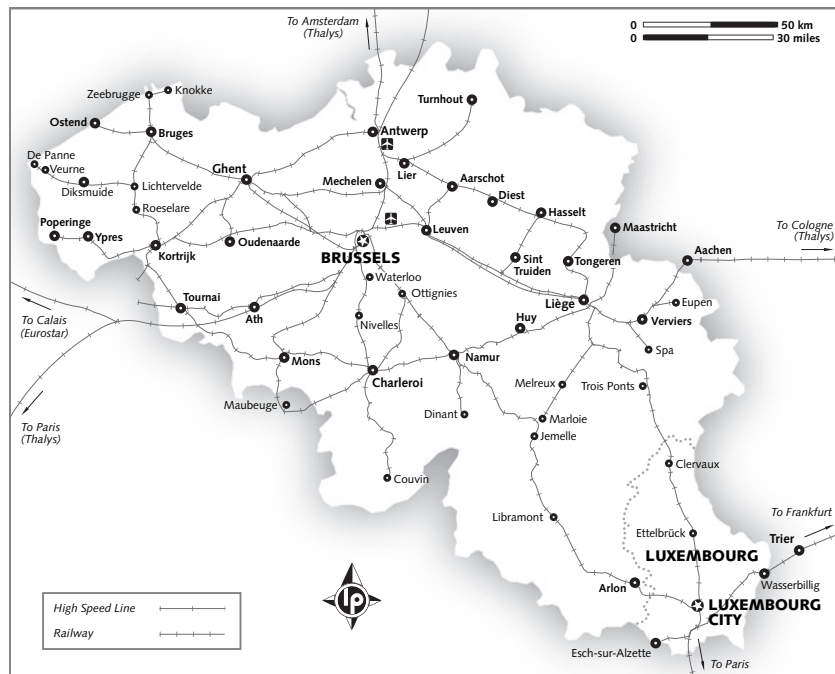 To Amsterdam
(Thalys)
0 50 km
0 30 miles
Zeebrugge
Knokke
Turnhout
Ostend
Bruges
Antwerp
De Panne
Veurne
Diksmuide
Lichtervelde
Ghent
Mechelen
Lier
Aarschot
Diest
Hasselt
Roeselare
Maastricht
To Cologne
(Thalys)
Poperinge
Ypres
Kortrijk
Oudenaarde
BRUSSELS
Leuven
Sint
Truiden
Tongeren
Aachen
Waterloo
Ottignies
Tournai
Ath
Nivelles
Liège
Huy
Eupen
Verviers
Spa
To Calais
(Eurostar)
Mons
Charleroi
Namur
Melreux
Trois Ponts
Maubeuge
Dinant
Marloie
Jemelle
To Paris
(Thalys)
Couvin
Clervaux
Libramont
Ettelbrück
To Frankfurt
Trier
LUXEMBOURG
Wasserbillig
Arlon
LUXEMBOURG
CITY
Esch-sur-Alzette
To Paris
High Speed Line
Railway
lp